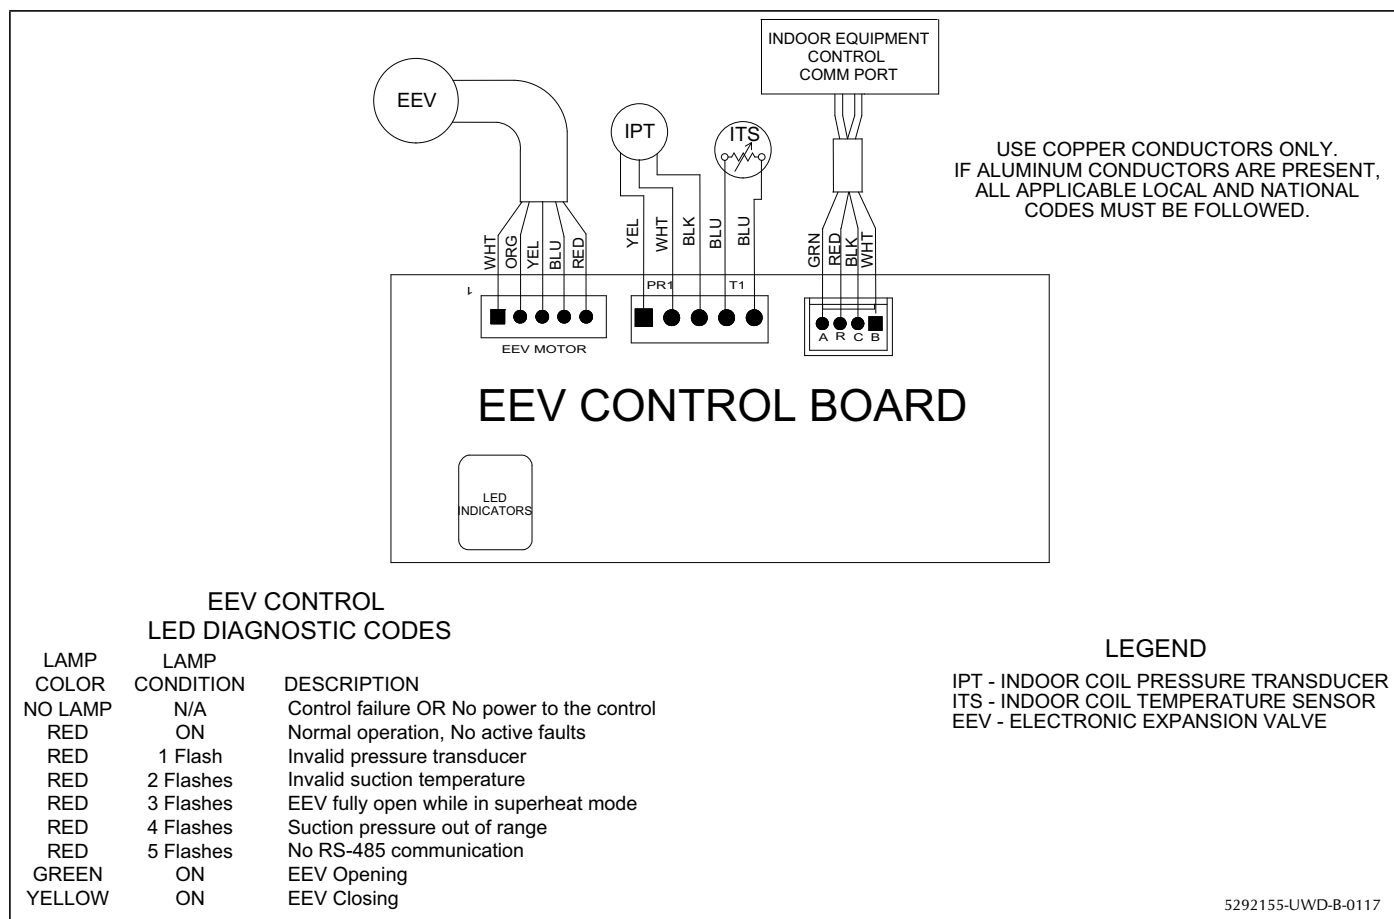 INDOOR EQUIPMENT
CONTROL
COMM PORT
EEV
IPT
ITS
USE COPPER CONDUCTORS ONLY.
IF ALUMINUM CONDUCTORS ARE PRESENT,
ALL APPLICABLE LOCAL AND NATIONAL
CODES MUST BE FOLLOWED.
WHT
ORG
YEL
BLU
RED
YEL
WHT
BLK
BLU
BLU
GRN
RED
BLK
WHT
1
PR1
T1
EEV MOTOR
A R C B
EEV CONTROL BOARD
LED
INDICATORS
EEV CONTROL
LED DIAGNOSTIC CODES
LAMP COLOR LAMP CONDITION DESCRIPTION
NO LAMP N/A Control failure OR No power to the control
RED ON Normal operation, No active faults
RED 1 Flash Invalid pressure transducer
RED 2 Flashes Invalid suction temperature
RED 3 Flashes EEV fully open while in superheat mode
RED 4 Flashes Suction pressure out of range
RED 5 Flashes No RS-485 communication
GREEN ON EEV Opening
YELLOW ON EEV Closing
LEGEND
IPT - INDOOR COIL PRESSURE TRANSDUCER
ITS - INDOOR COIL TEMPERATURE SENSOR
EEV - ELECTRONIC EXPANSION VALVE
5292155-UWD-B-0117